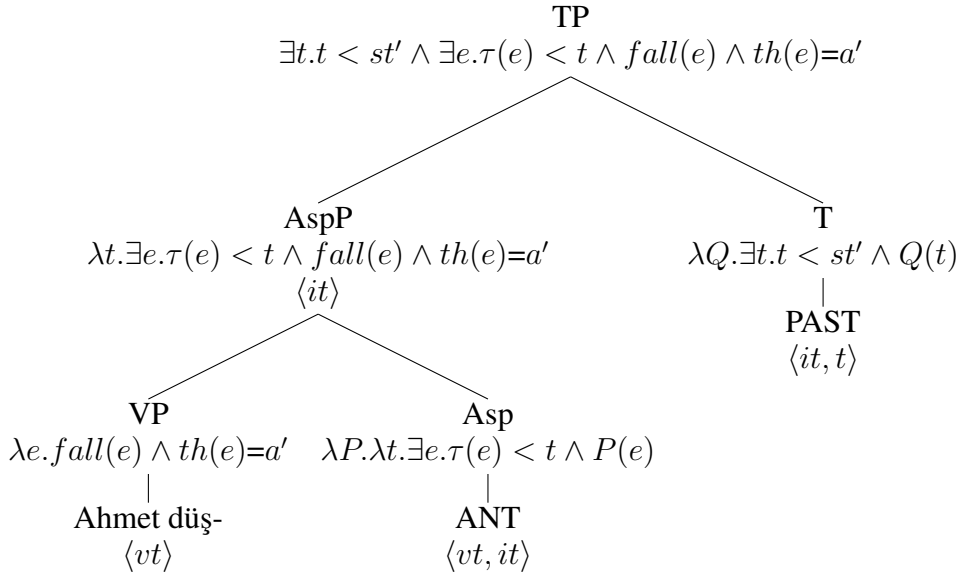 TP
∃t.t < st′ ∧ ∃e.τ(e) < t ∧ fall(e) ∧ th(e)=a′
AspP
λt.∃e.τ(e) < t ∧ fall(e) ∧ th(e)=a′
⟨it⟩
T
λQ.∃t.t < st′ ∧ Q(t)
PAST
⟨it, t⟩
VP
λe.fall(e) ∧ th(e)=a′
Ahmet düş-
⟨vt⟩
Asp
λP.λt.∃e.τ(e) < t ∧ P(e)
ANT
⟨vt, it⟩